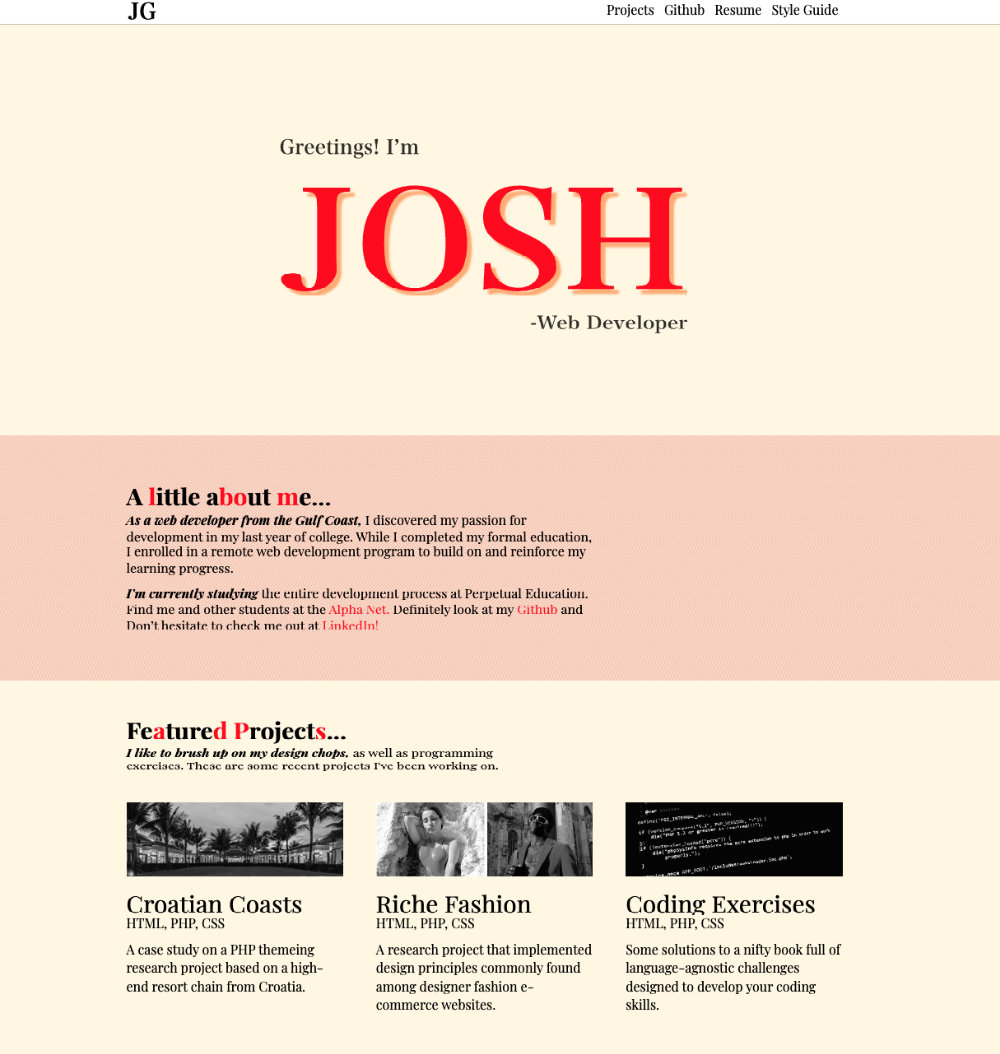 JG
Projects Github Resume Style Guide
Greetings! I’m
JOSH
-Web Developer
A little about me...
As a web developer from the Gulf Coast, I discovered my passion for
development in my last year of college. While I completed my formal education,
I enrolled in a remote web development program to build on and reinforce my
learning progress.
I'm currently studying the entire development process at Perpetual Education.
Find me and other students at the Alpha Net. Definitely look at my Github and
Don't hesitate to check me out at LinkedIn!
Featured Projects...
I like to brush up on my design chops, as well as programming
exercises. These are some recent projects I've been working on.
Croatian Coasts
HTML, PHP, CSS
A case study on a PHP themeing
research project based on a high-
end resort chain from Croatia.
Riche Fashion
HTML, PHP, CSS
A research project that implemented
design principles commonly found
among designer fashion e-
commerce websites.
Coding Exercises
HTML, PHP, CSS
Some solutions to a nifty book full of
language-agnostic challenges
designed to develop your coding
skills.